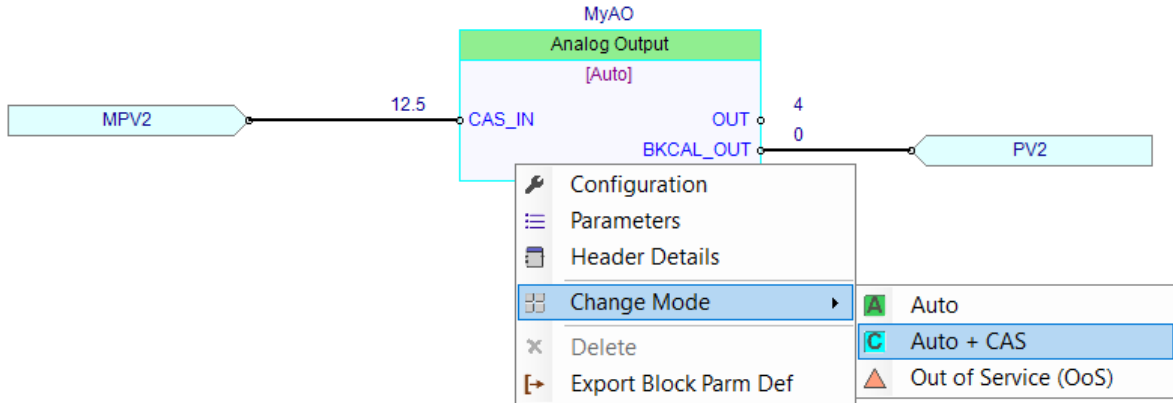 MyAO
Analog Output
[Auto]
MPV2
12.5
CAS_IN
OUT
4
BKCAL_OUT
0
PV2
Configuration
Parameters
Header Details
Change Mode
Delete
Export Block Parm Def
A Auto
C Auto + CAS
Out of Service (OoS)